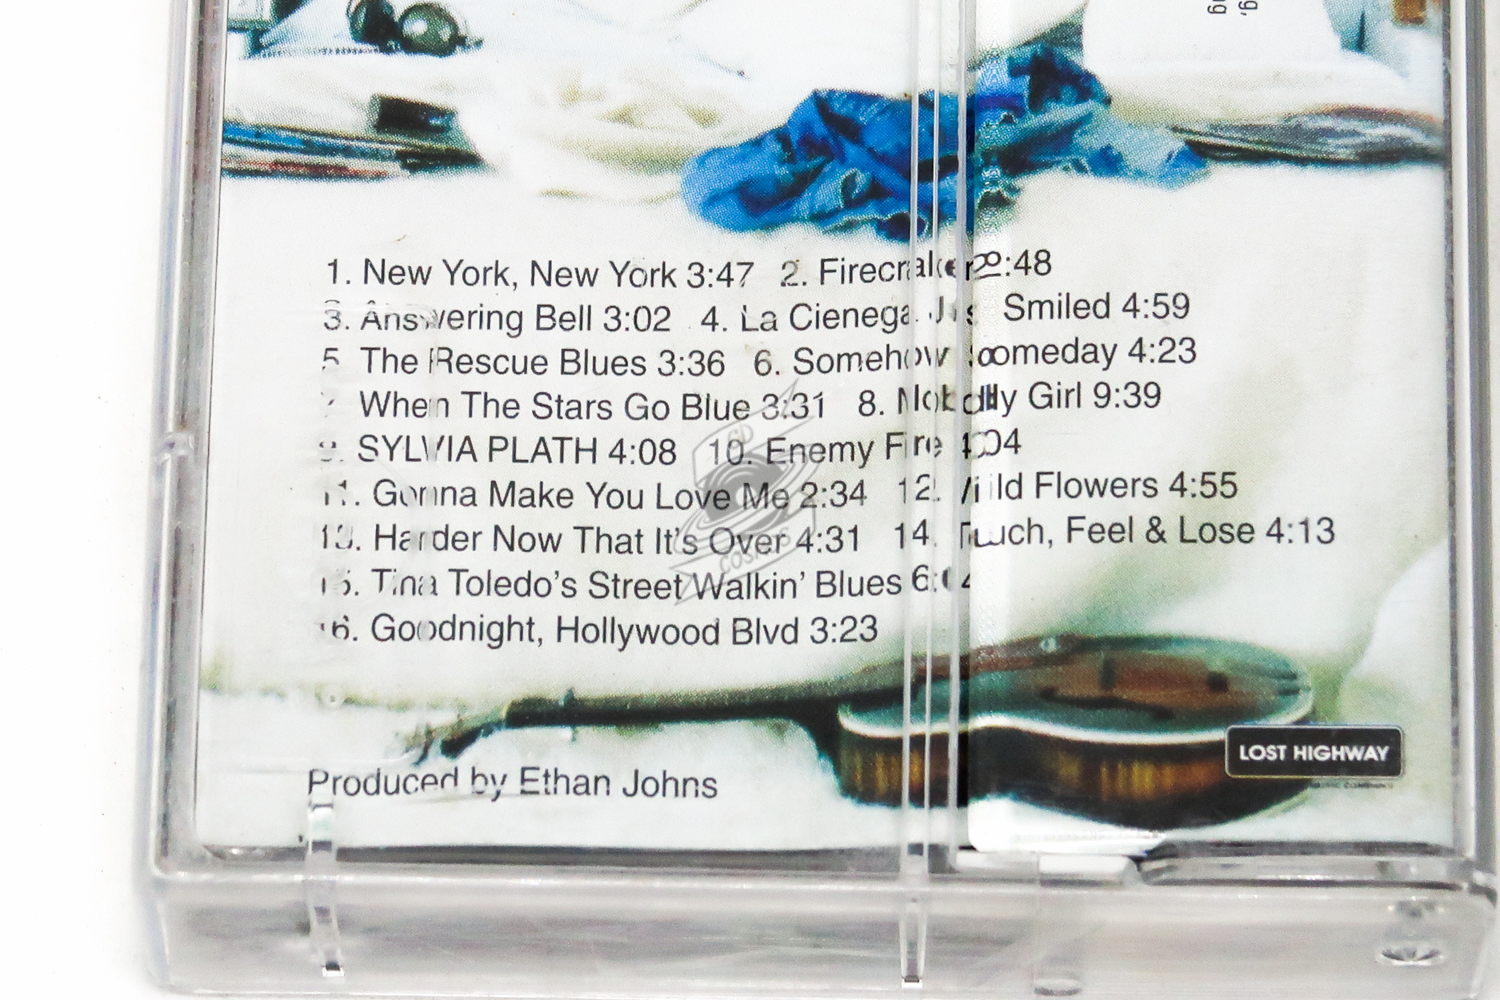 1. New York, New York 3:47 2. Firecraker 2:48
3. Answering Bell 3:02 4. La Cienega Just Smiled 4:59
5. The Rescue Blues 3:36 6. Somehow Someday 4:23
7. When The Stars Go Blue 3:31 8. Nobody Girl 9:39
9. SYLVIA PLATH 4:08 10. Enemy Fire 4:04
11. Gonna Make You Love Me 2:34 12. Wild Flowers 4:55
13. Harder Now That It's Over 4:31 14. Touch, Feel & Lose 4:13
15. Tina Toledo's Street Walkin' Blues
16. Goodnight, Hollywood Blvd 3:23
CD COSMOS
Produced by Ethan Johns
LOST HIGHWAY